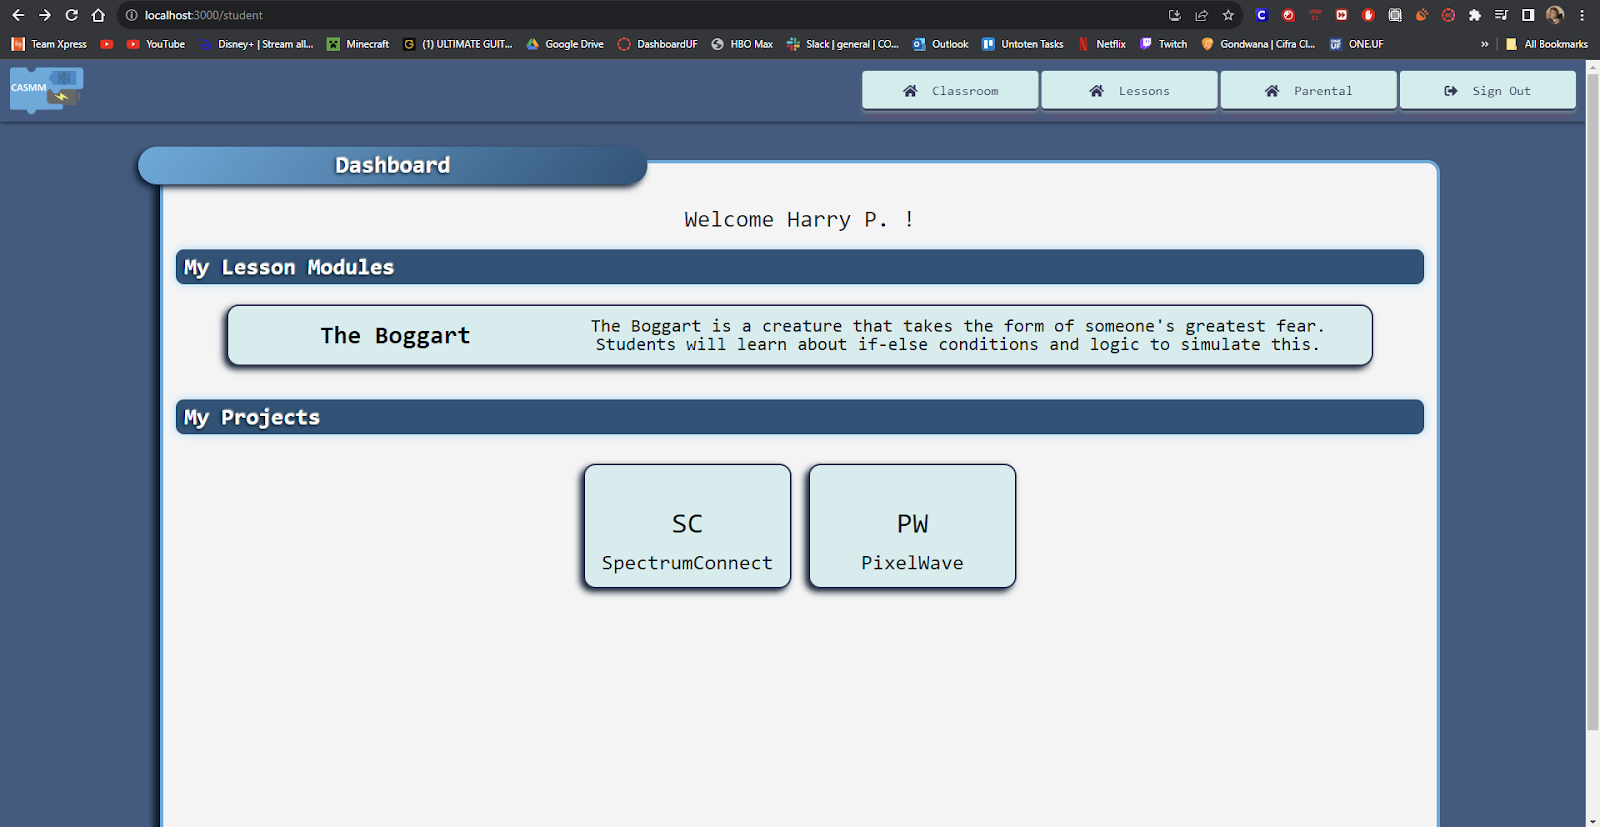 localhost:3000/student
Team Xpress
YouTube
Disney+ | Stream all...
Minecraft
(1) ULTIMATE GUIT...
Google Drive
DashboardUF
HBO Max
Slack | general | CO...
Outlook
Untoten Tasks
Netflix
Twitch
Gondwana | Cifra Cl...
ONE.UF
»
All Bookmarks
CASMM
Classroom
Lessons
Parental
Sign Out
Dashboard
Welcome Harry P. !
My Lesson Modules
The Boggart
The Boggart is a creature that takes the form of someone's greatest fear.
Students will learn about if-else conditions and logic to simulate this.
My Projects
SC
SpectrumConnect
PW
PixelWave